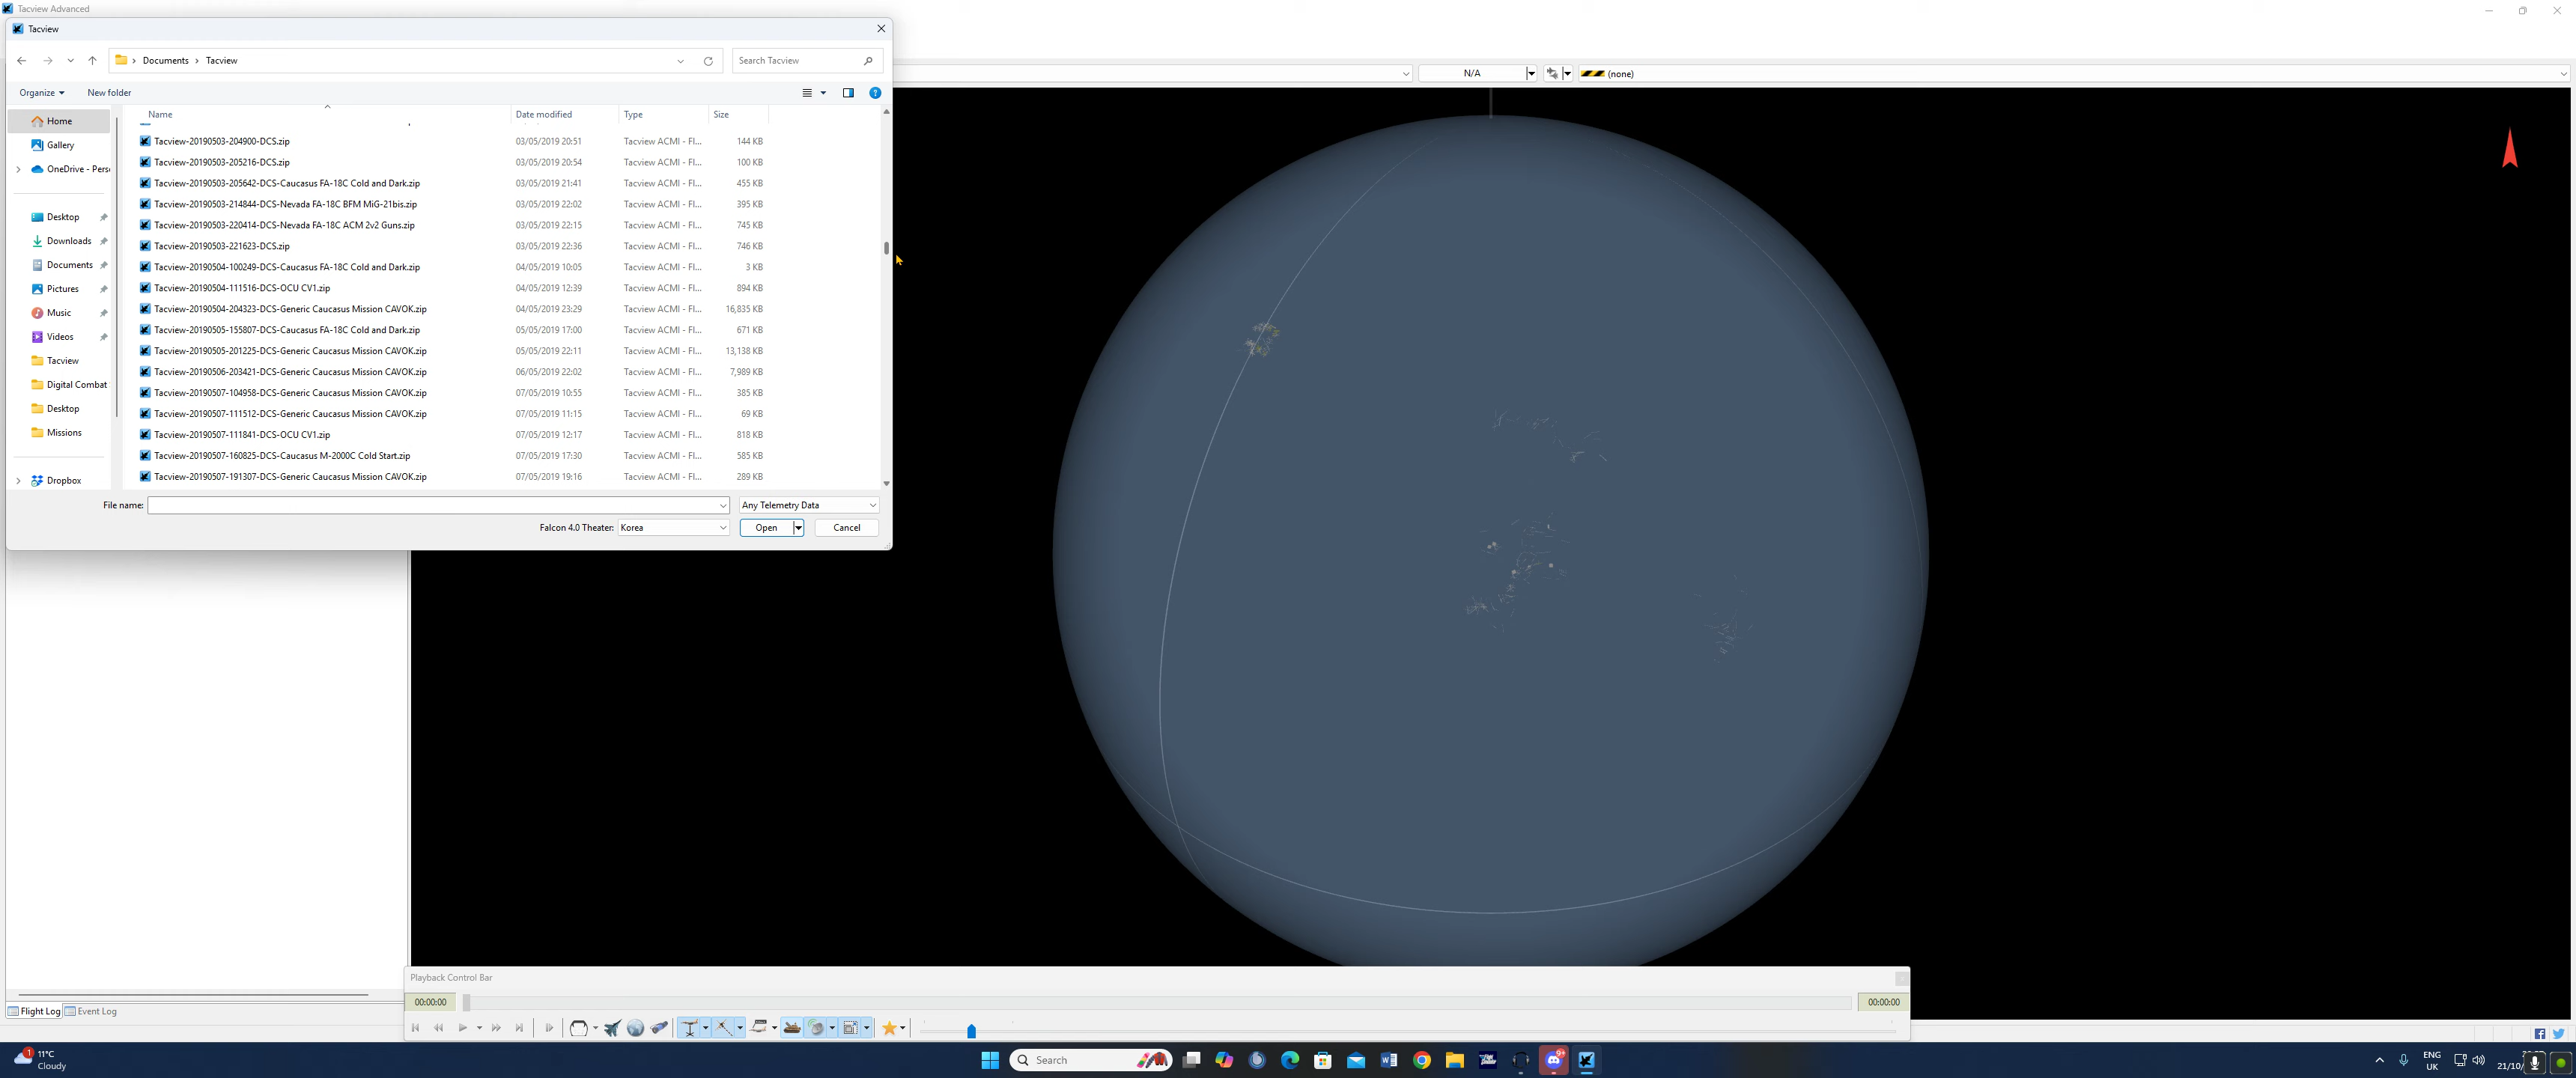 Tacview Advanced
Tacview
Documents > Tacview
Search Tacview
N/A
(none)
Organize
New folder
Name
Date modified
Type
Size
Home
Gallery
OneDrive - Pers
Desktop
Downloads
Documents
Pictures
Music
Videos
Tacview
Digital Combat
Desktop
Missions
Dropbox
Tacview-20190503-204900-DCS.zip 03/05/2019 20:51 Tacview ACMI - Fl... 144 KB
Tacview-20190503-205216-DCS.zip 03/05/2019 20:54 Tacview ACMI - Fl... 100 KB
Tacview-20190503-205642-DCS-Caucasus FA-18C Cold and Dark.zip 03/05/2019 21:41 Tacview ACMI - Fl... 455 KB
Tacview-20190503-214844-DCS-Nevada FA-18C BFM MiG-21bis.zip 03/05/2019 22:02 Tacview ACMI - Fl... 395 KB
Tacview-20190503-220414-DCS-Nevada FA-18C ACM 2v2 Guns.zip 03/05/2019 22:15 Tacview ACMI - Fl... 745 KB
Tacview-20190503-221623-DCS.zip 03/05/2019 22:36 Tacview ACMI - Fl... 746 KB
Tacview-20190504-100249-DCS-Caucasus FA-18C Cold and Dark.zip 04/05/2019 10:05 Tacview ACMI - Fl... 3 KB
Tacview-20190504-111516-DCS-OCU CV1.zip 04/05/2019 12:39 Tacview ACMI - Fl... 894 KB
Tacview-20190504-204323-DCS-Generic Caucasus Mission CAVOK.zip 04/05/2019 23:29 Tacview ACMI - Fl... 16,835 KB
Tacview-20190505-155807-DCS-Caucasus FA-18C Cold and Dark.zip 05/05/2019 17:00 Tacview ACMI - Fl... 671 KB
Tacview-20190505-201225-DCS-Generic Caucasus Mission CAVOK.zip 05/05/2019 22:11 Tacview ACMI - Fl... 13,138 KB
Tacview-20190506-203421-DCS-Generic Caucasus Mission CAVOK.zip 06/05/2019 22:02 Tacview ACMI - Fl... 7,989 KB
Tacview-20190507-104958-DCS-Generic Caucasus Mission CAVOK.zip 07/05/2019 10:55 Tacview ACMI - Fl... 385 KB
Tacview-20190507-111512-DCS-Generic Caucasus Mission CAVOK.zip 07/05/2019 11:15 Tacview ACMI - Fl... 69 KB
Tacview-20190507-111841-DCS-OCU CV1.zip 07/05/2019 12:17 Tacview ACMI - Fl... 818 KB
Tacview-20190507-160825-DCS-Caucasus M-2000C Cold Start.zip 07/05/2019 17:30 Tacview ACMI - Fl... 585 KB
Tacview-20190507-191307-DCS-Generic Caucasus Mission CAVOK.zip 07/05/2019 19:16 Tacview ACMI - Fl... 289 KB
File name:
Any Telemetry Data
Falcon 4.0 Theater: Korea
Open
Cancel
Playback Control Bar
00:00:00
00:00:00
Flight Log
Event Log
1
11°C
Cloudy
Search
9+
ENG
UK
21/10/